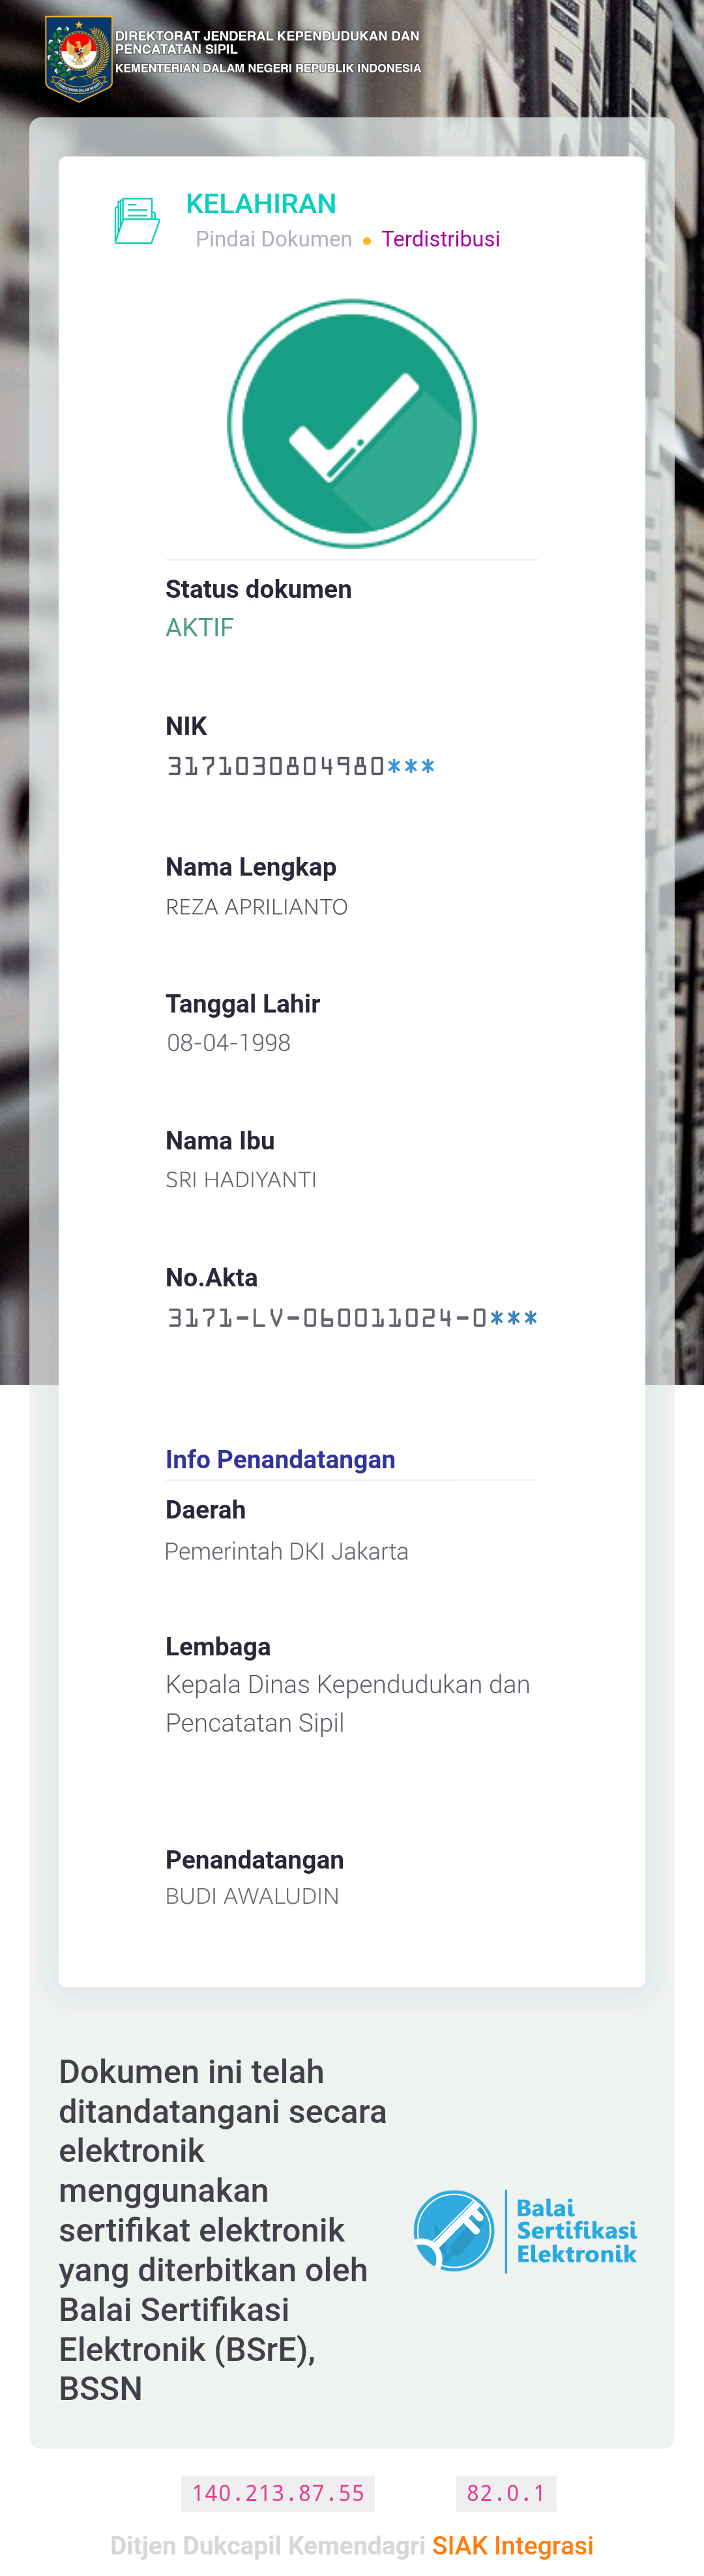 DIREKTORAT JENDERAL KEPENDUDUKAN DAN
PENCATATAN SIPIL
KEMENTERIAN DALAM NEGERI REPUBLIK INDONESIA
KELAHIRAN
Pindai Dokumen • Terdistribusi
Status dokumen
AKTIF
NIK
3171030804980***
Nama Lengkap
REZA APRILIANTO
Tanggal Lahir
08-04-1998
Nama Ibu
SRI HADIYANTI
No.Akta
3171-LV-060011024-0***
Info Penandatangan
Daerah
Pemerintah DKI Jakarta
Lembaga
Kepala Dinas Kependudukan dan
Pencatatan Sipil
Penandatangan
BUDI AWALUDIN
Dokumen ini telah
ditandatangani secara
elektronik
menggunakan
sertifikat elektronik
yang diterbitkan oleh
Balai Sertifikasi
Elektronik (BSrE),
BSSN
Balai
Sertifikasi
Elektronik
140.213.87.55 82.0.1
Ditjen Dukcapil Kemendagri SIAK Integrasi